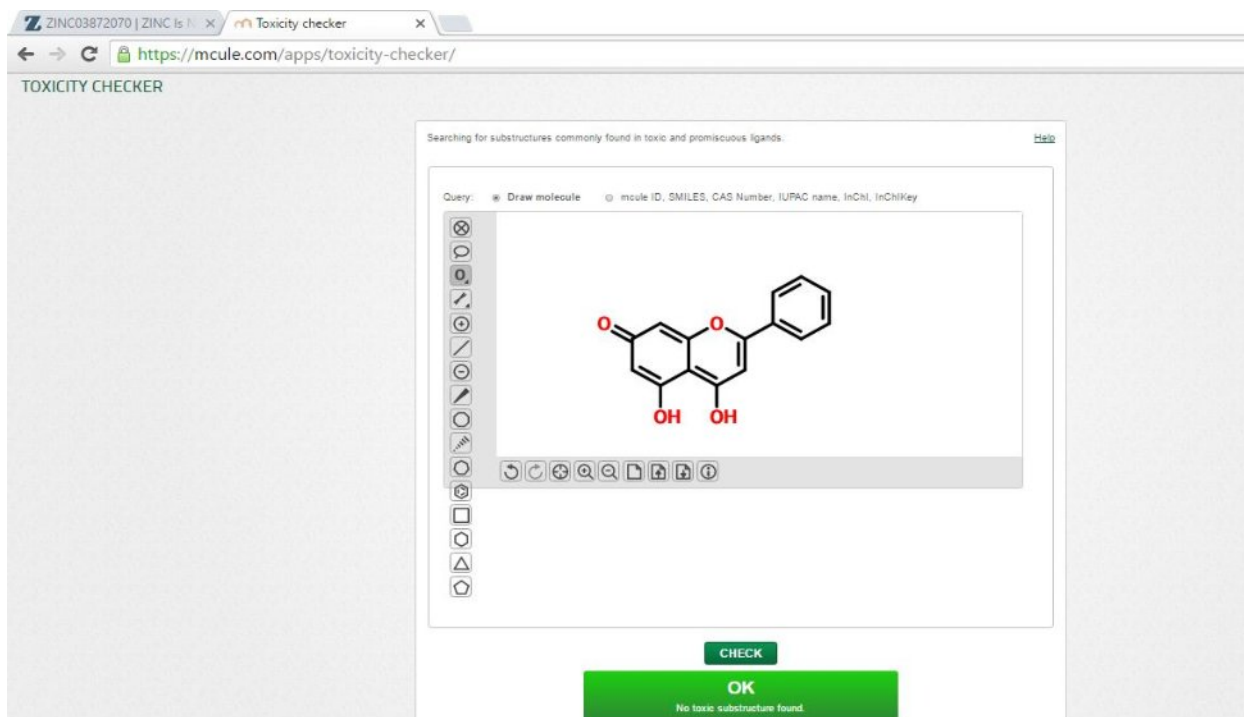 ZINC03872070 | ZINC Is N
Toxicity checker
https://mcule.com/apps/toxicity-checker/
TOXICITY CHECKER
Searching for substructures commonly found in toxic and promiscuous ligands.
Help
Query: Draw molecule mcule ID, SMILES, CAS Number, IUPAC name, InChI, InChIKey
O
O O
OH OH
CHECK
OK
No toxic substructure found.